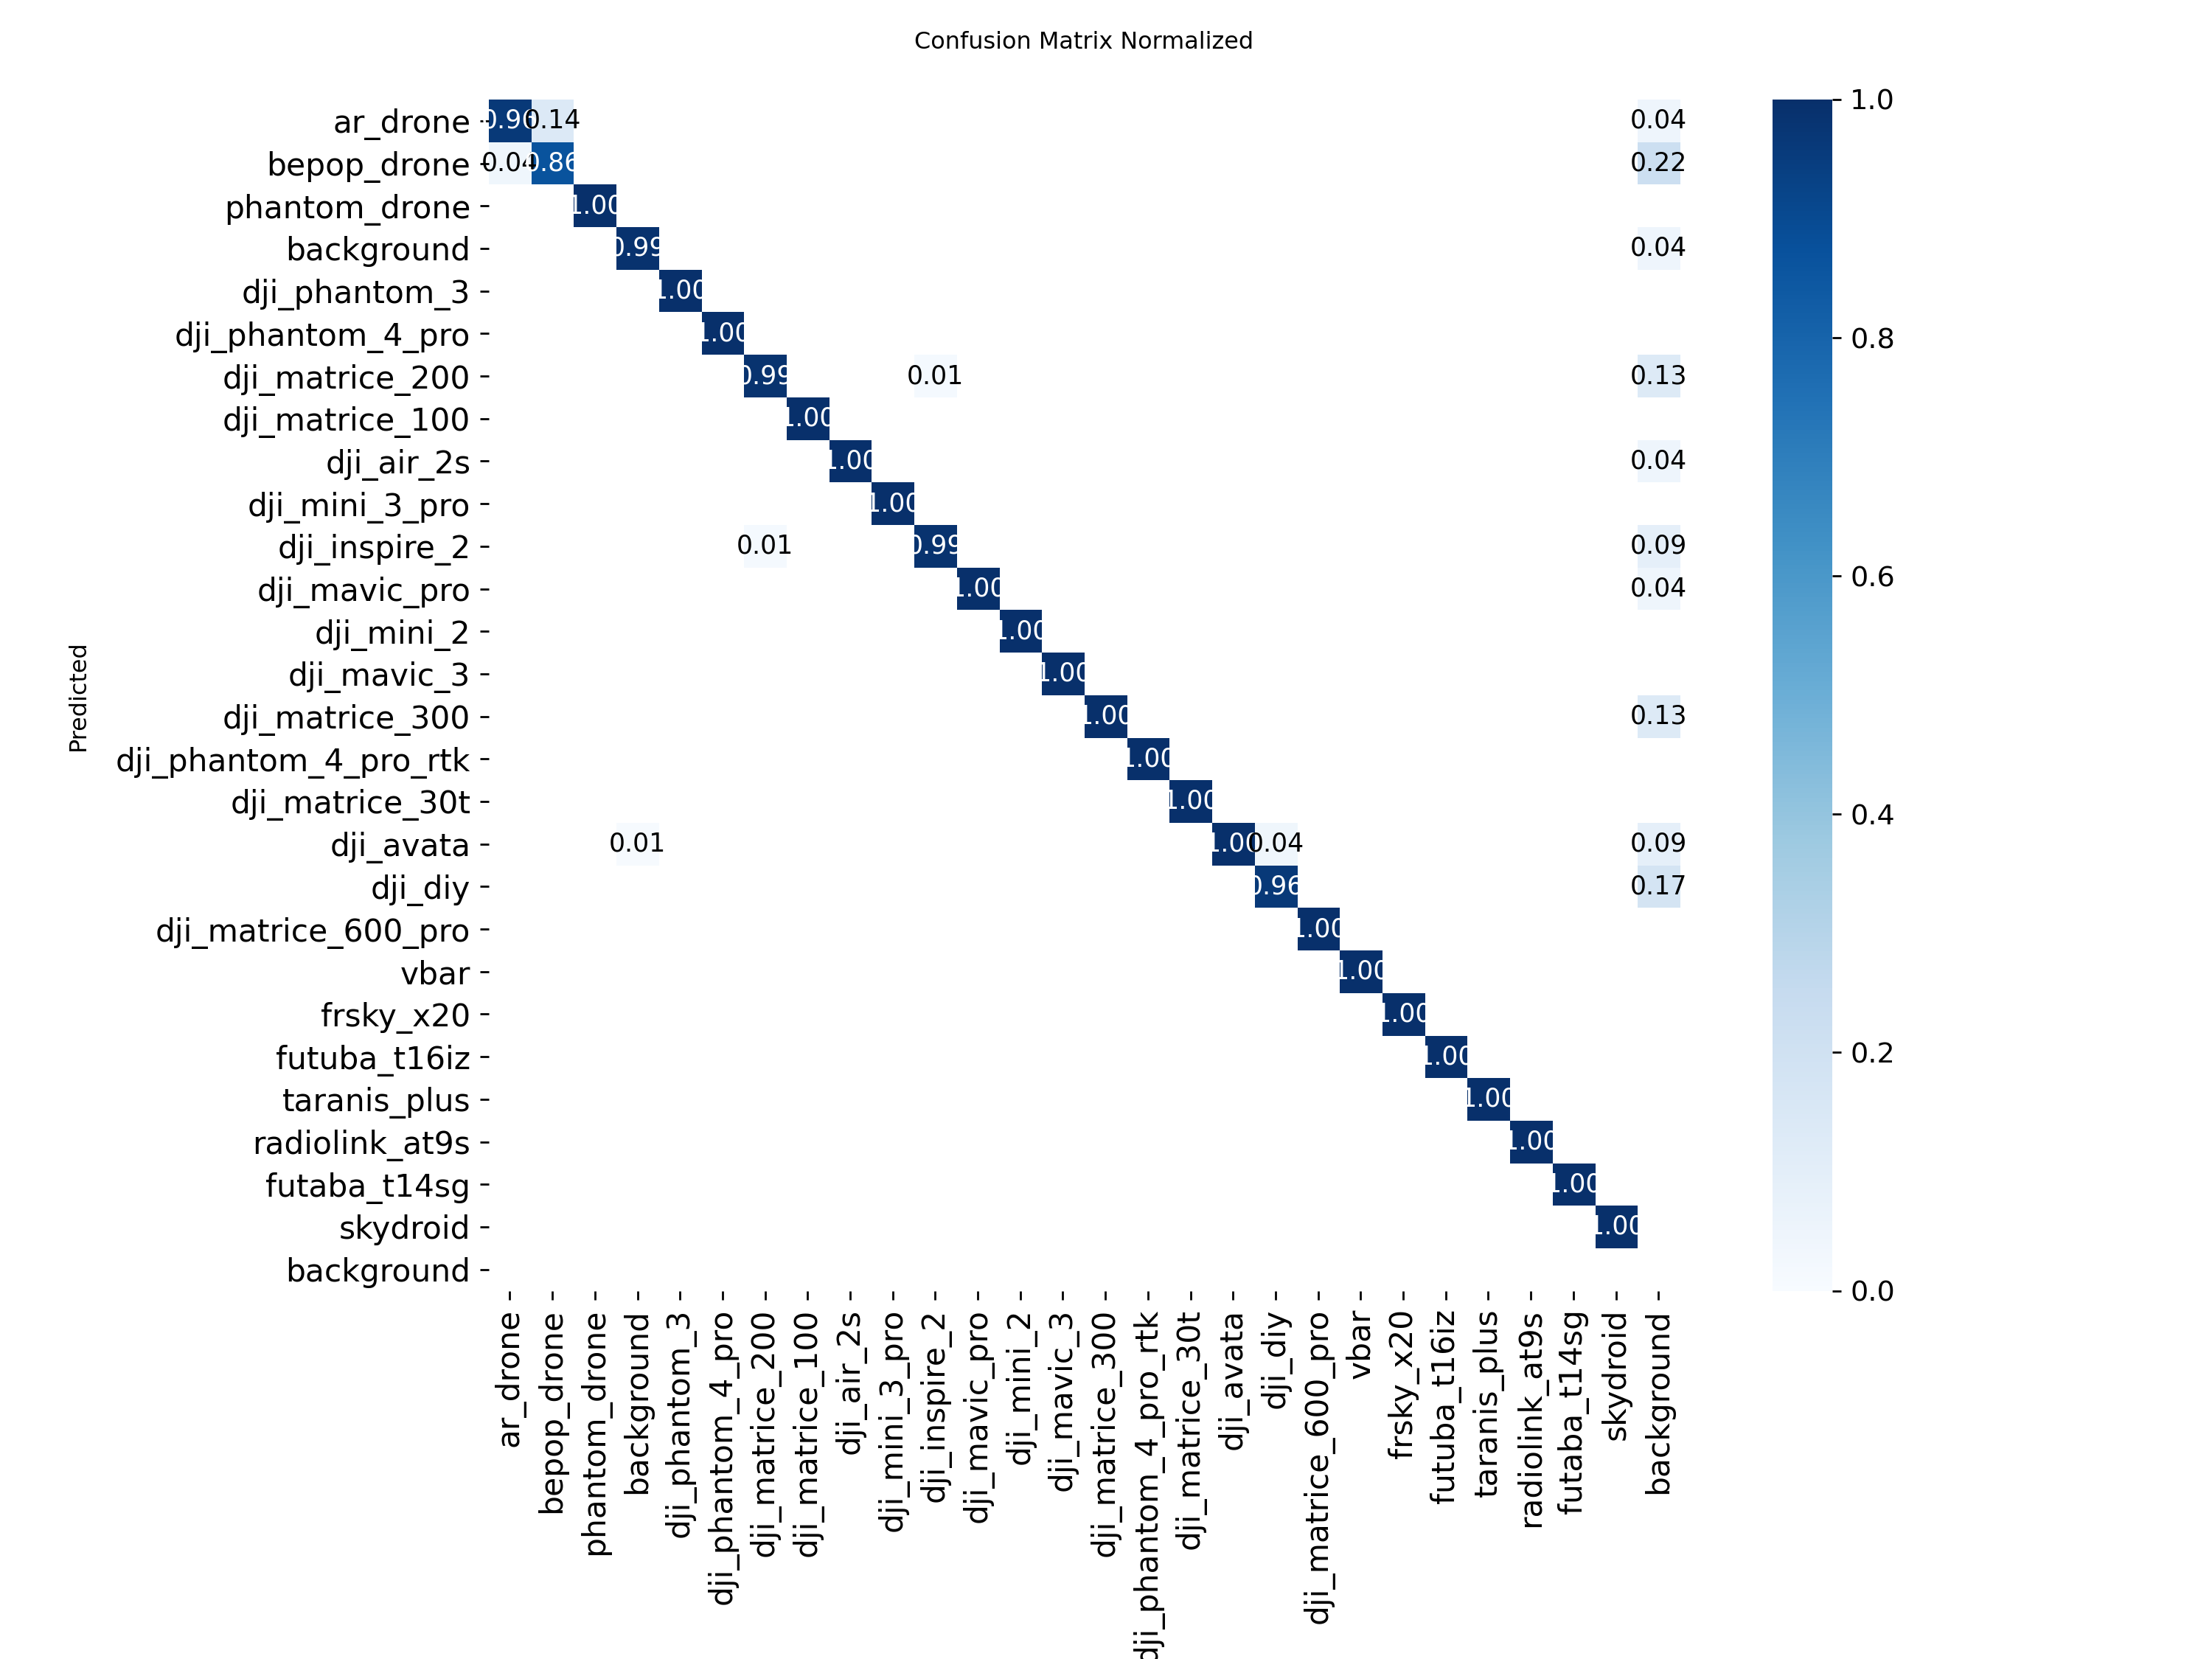 Confusion Matrix Normalized
ar_drone 0.96 0.14 0.04 1.0
bepop_drone 0.04 0.86 0.22
phantom_drone 1.00
background 0.99 0.04
dji_phantom_3 1.00
dji_phantom_4_pro 1.00 0.8
dji_matrice_200 0.99 0.01 0.13
dji_matrice_100 1.00
dji_air_2s 1.00 0.04
dji_mini_3_pro 1.00
dji_inspire_2 0.01 0.99 0.09
0.6
dji_mavic_pro 1.00 0.04
dji_mini_2 1.00
dji_mavic_3 1.00
dji_matrice_300 1.00 0.13
Predicted
dji_phantom_4_pro_rtk 1.00
dji_matrice_30t 1.00
0.4
dji_avata 0.01 1.00 0.04 0.09
dji_diy 0.96 0.17
dji_matrice_600_pro 1.00
vbar 1.00
frsky_x20 1.00
futuba_t16iz 1.00 0.2
taranis_plus 1.00
radiolink_at9s 1.00
futaba_t14sg 1.00
skydroid 1.00
background 0.0
ar_drone
bepop_drone
phantom_drone
background
dji_phantom_3
dji_phantom_4_pro
dji_matrice_200
dji_matrice_100
dji_air_2s
dji_mini_3_pro
dji_inspire_2
dji_mavic_pro
dji_mini_2
dji_mavic_3
dji_matrice_300
dji_phantom_4_pro_rtk
dji_matrice_30t
dji_avata
dji_diy
dji_matrice_600_pro
vbar
frsky_x20
futuba_t16iz
taranis_plus
radiolink_at9s
futaba_t14sg
skydroid
background